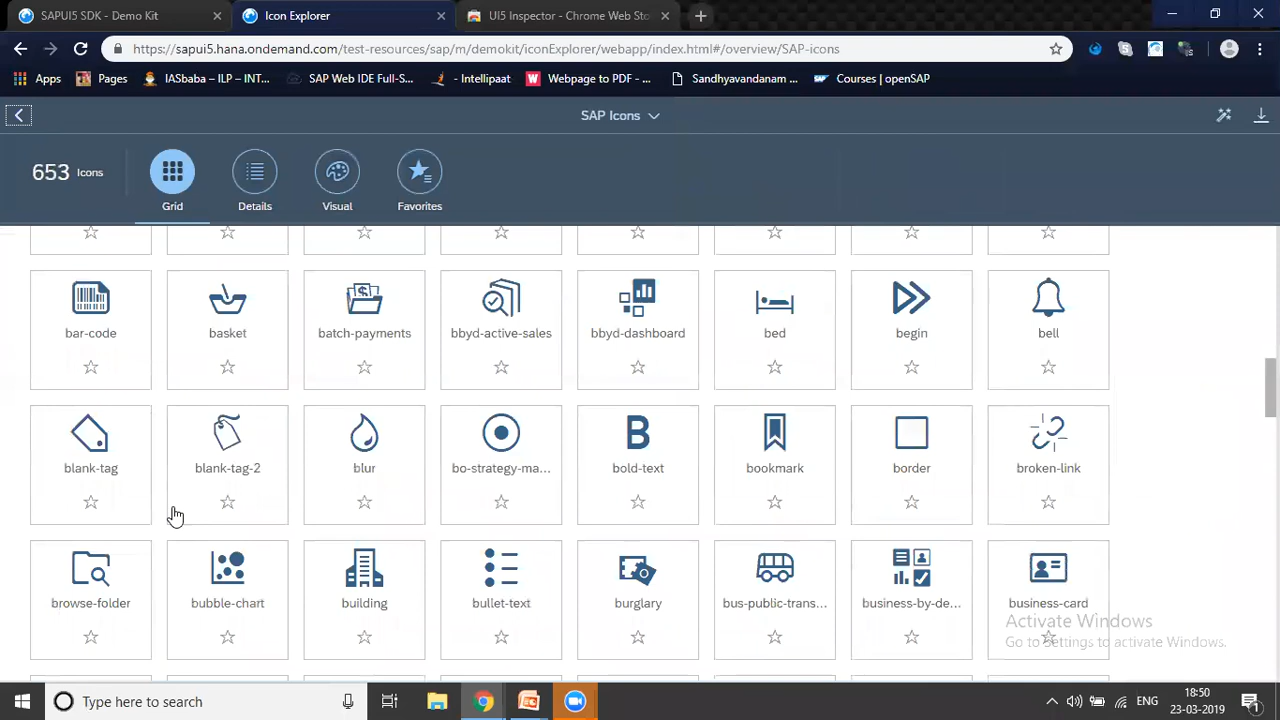 SAPUI5 SDK - Demo Kit
Icon Explorer
UI5 Inspector - Chrome Web Sto
https://sapui5.hana.ondemand.com/test-resources/sap/m/demokit/iconExplorer/webapp/index.html#/overview/SAP-icons
Apps
Pages
IASbaba – ILP – INT...
SAP Web IDE Full-S...
- Intellipaat
Webpage to PDF - ...
Sandhyavandanam ...
Courses | openSAP
SAP Icons
653 Icons
Grid
Details
Visual
Favorites
bar-code
basket
batch-payments
bbyd-active-sales
bbyd-dashboard
bed
begin
bell
blank-tag
blank-tag-2
blur
bo-strategy-ma...
bold-text
bookmark
border
broken-link
browse-folder
bubble-chart
building
bullet-text
burglary
bus-public-trans...
business-by-de...
business-card
Activate Windows
Go to Settings to activate Windows.
Type here to search
ENG
18:50
23-03-2019